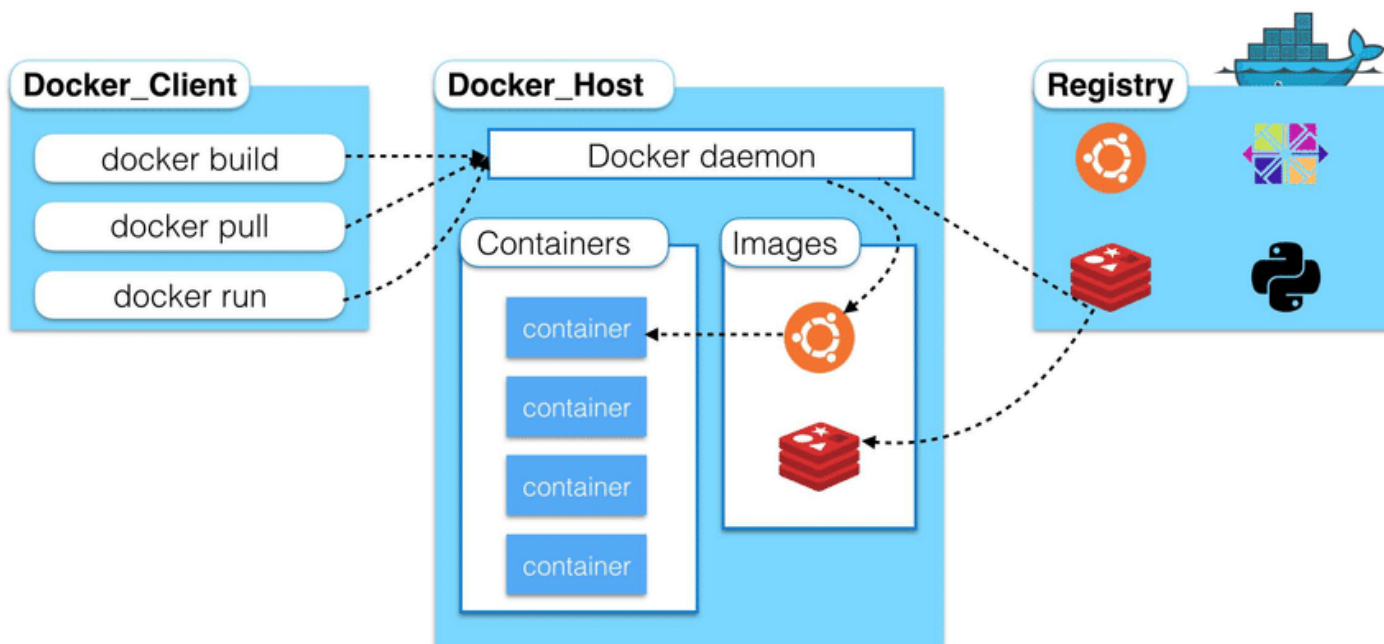 Docker_Client
docker build
docker pull
docker run
Docker_Host
Docker daemon
Containers
container
container
container
container
Images
Registry